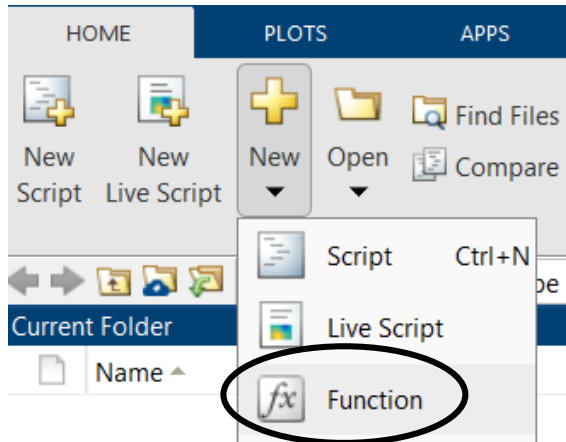 HOME PLOTS APPS
New Script
New Live Script
New
Open
Find Files
Compare
Script Ctrl+N
Live Script
fx Function
Current Folder
Name